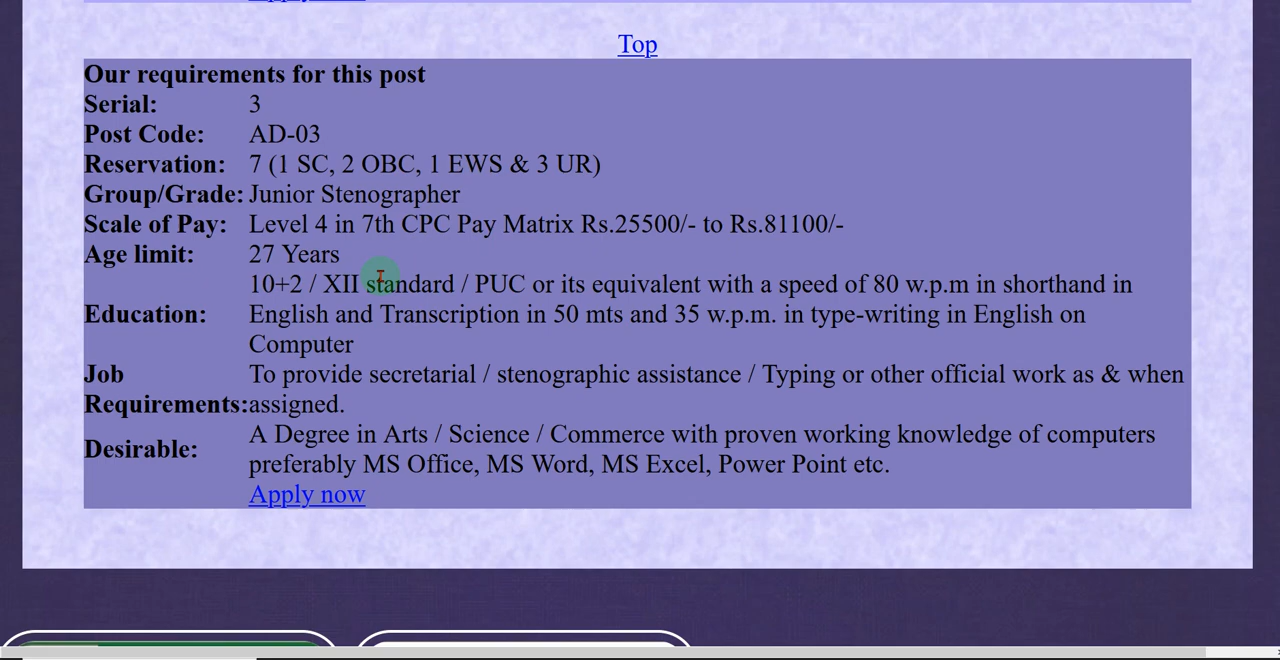 Top
Our requirements for this post
Serial: 3
Post Code: AD-03
Reservation: 7 (1 SC, 2 OBC, 1 EWS & 3 UR)
Group/Grade: Junior Stenographer
Scale of Pay: Level 4 in 7th CPC Pay Matrix Rs.25500/- to Rs.81100/-
Age limit: 27 Years
10+2 / XII standard / PUC or its equivalent with a speed of 80 w.p.m in shorthand in
Education: English and Transcription in 50 mts and 35 w.p.m. in type-writing in English on
Computer
Job To provide secretarial / stenographic assistance / Typing or other official work as & when
Requirements: assigned.
Desirable: A Degree in Arts / Science / Commerce with proven working knowledge of computers
preferably MS Office, MS Word, MS Excel, Power Point etc.
Apply now